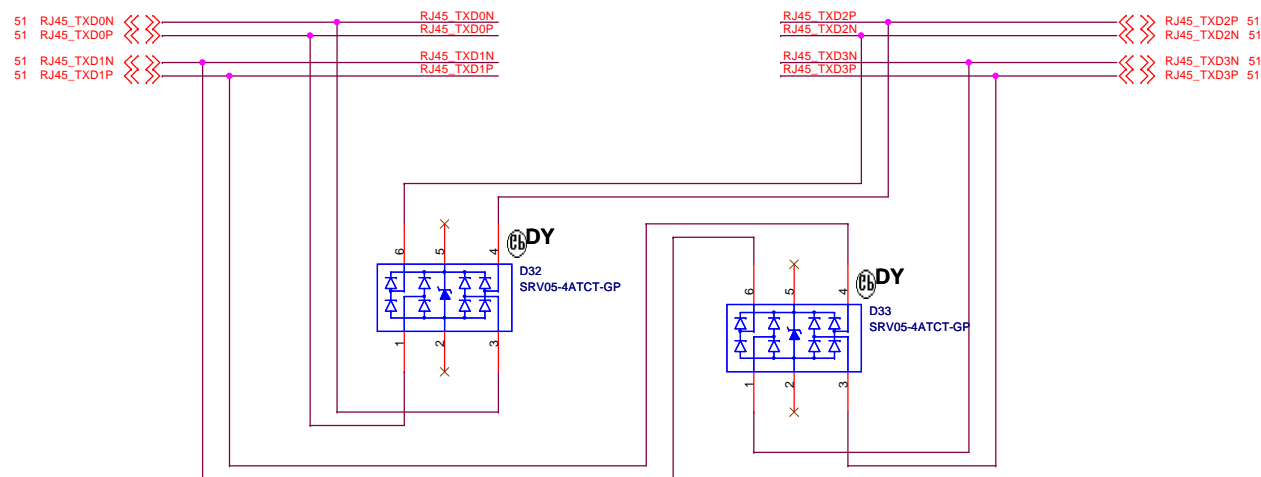 51 RJ45_TXD0N
51 RJ45_TXD0P
51 RJ45_TXD1N
51 RJ45_TXD1P
RJ45_TXD0N
RJ45_TXD0P
RJ45_TXD1N
RJ45_TXD1P
RJ45_TXD2P
RJ45_TXD2N
RJ45_TXD3N
RJ45_TXD3P
RJ45_TXD2P 51
RJ45_TXD2N 51
RJ45_TXD3N 51
RJ45_TXD3P 51
6 5 4
DY
D32
SRV05-4ATCT-GP
1 2 3
6 5 4
DY
D33
SRV05-4ATCT-GP
1 2 3